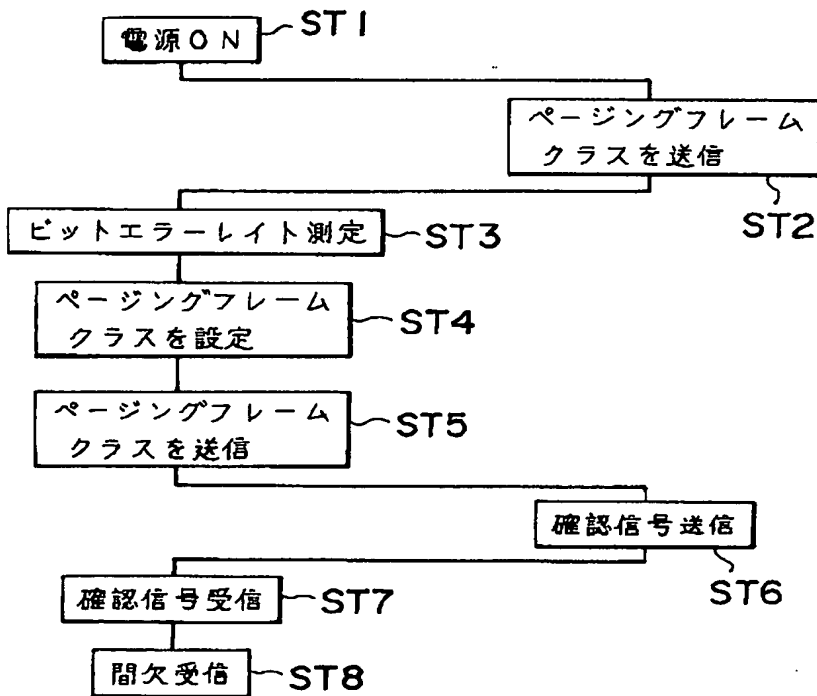 電源ON
ST1
ページングフレーム
クラスを送信
ST2
ビットエラーレイト測定
ST3
ページングフレーム
クラスを設定
ST4
ページングフレーム
クラスを送信
ST5
確認信号送信
ST6
確認信号受信
ST7
間欠受信
ST8